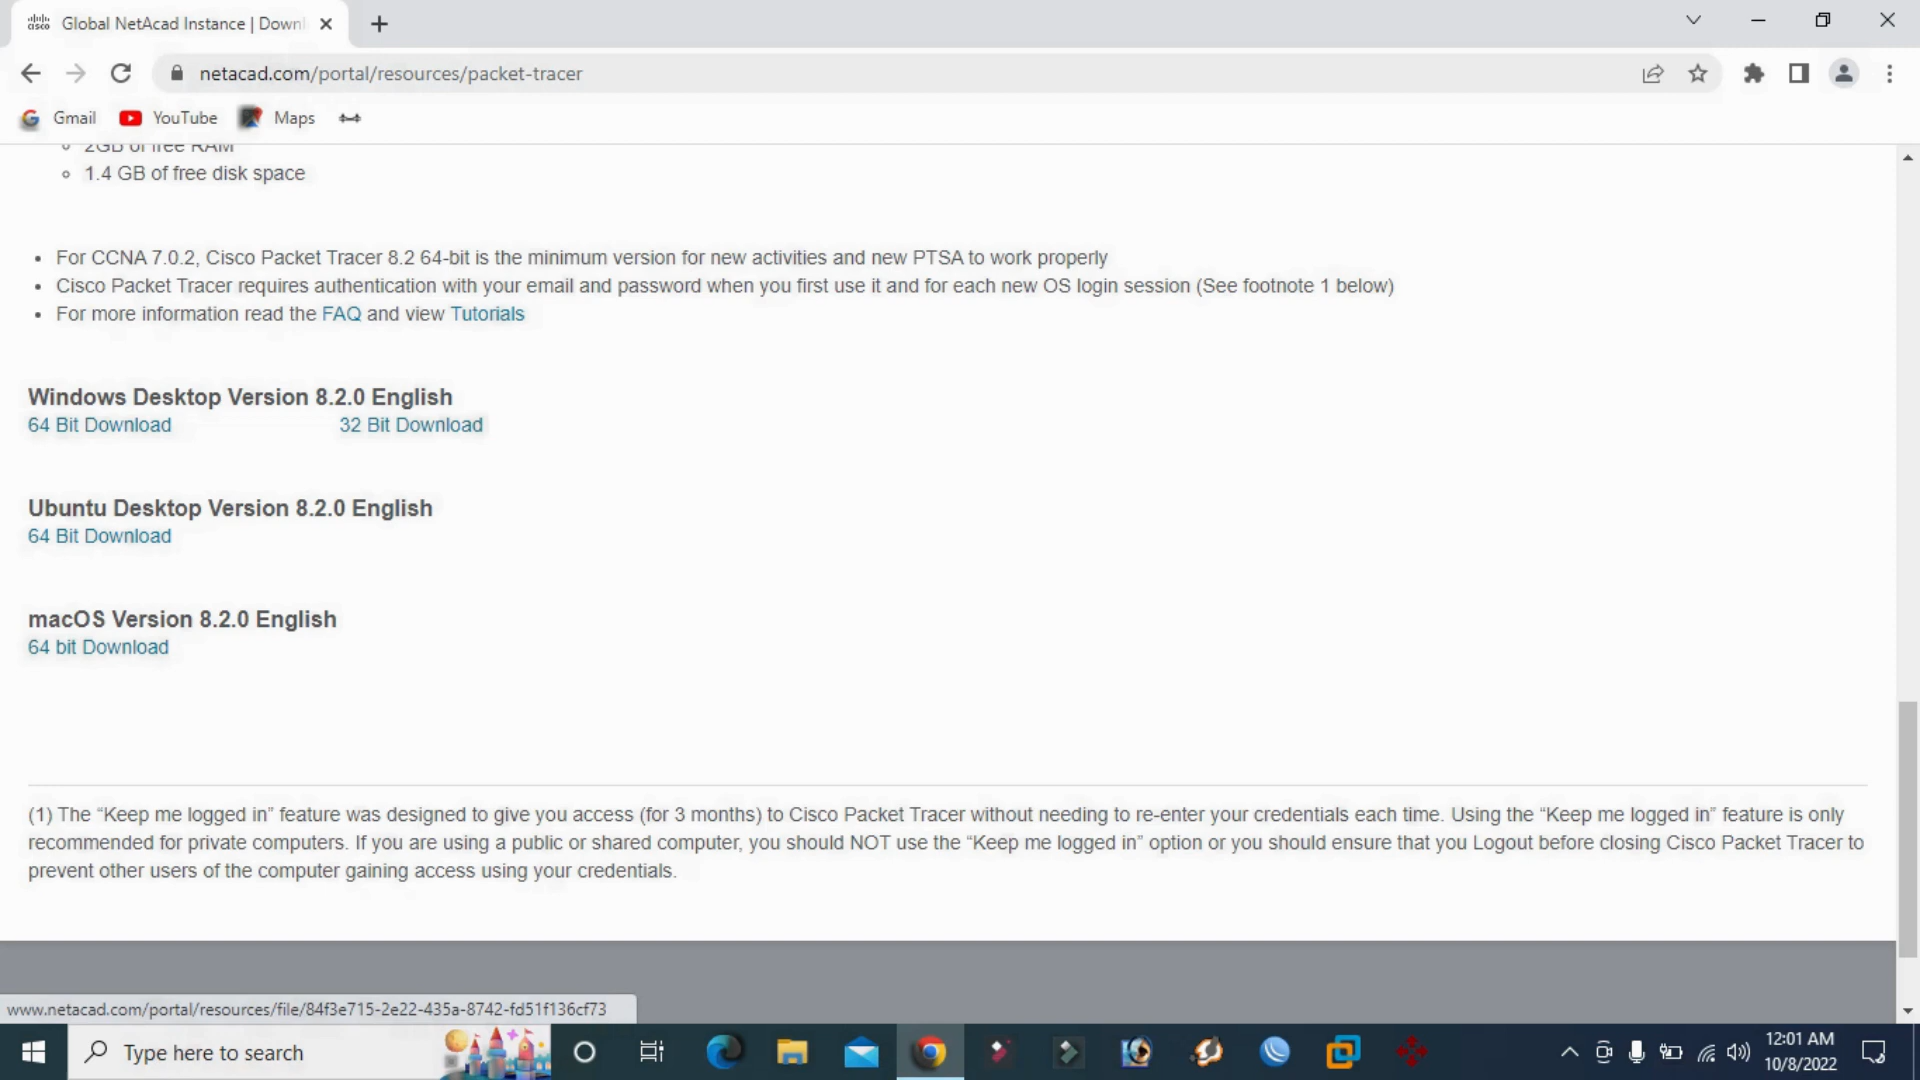 Global NetAcad Instance | Downl
netacad.com/portal/resources/packet-tracer
Gmail YouTube Maps
2GB of free RAM
1.4 GB of free disk space
For CCNA 7.0.2, Cisco Packet Tracer 8.2 64-bit is the minimum version for new activities and new PTSA to work properly
Cisco Packet Tracer requires authentication with your email and password when you first use it and for each new OS login session (See footnote 1 below)
For more information read the FAQ and view Tutorials
Windows Desktop Version 8.2.0 English
64 Bit Download 32 Bit Download
Ubuntu Desktop Version 8.2.0 English
64 Bit Download
macOS Version 8.2.0 English
64 bit Download
(1) The “Keep me logged in” feature was designed to give you access (for 3 months) to Cisco Packet Tracer without needing to re-enter your credentials each time. Using the “Keep me logged in” feature is only
recommended for private computers. If you are using a public or shared computer, you should NOT use the “Keep me logged in” option or you should ensure that you Logout before closing Cisco Packet Tracer to
prevent other users of the computer gaining access using your credentials.
www.netacad.com/portal/resources/file/84f3e715-2e22-435a-8742-fd51f136cf73
Type here to search
12:01 AM
10/8/2022